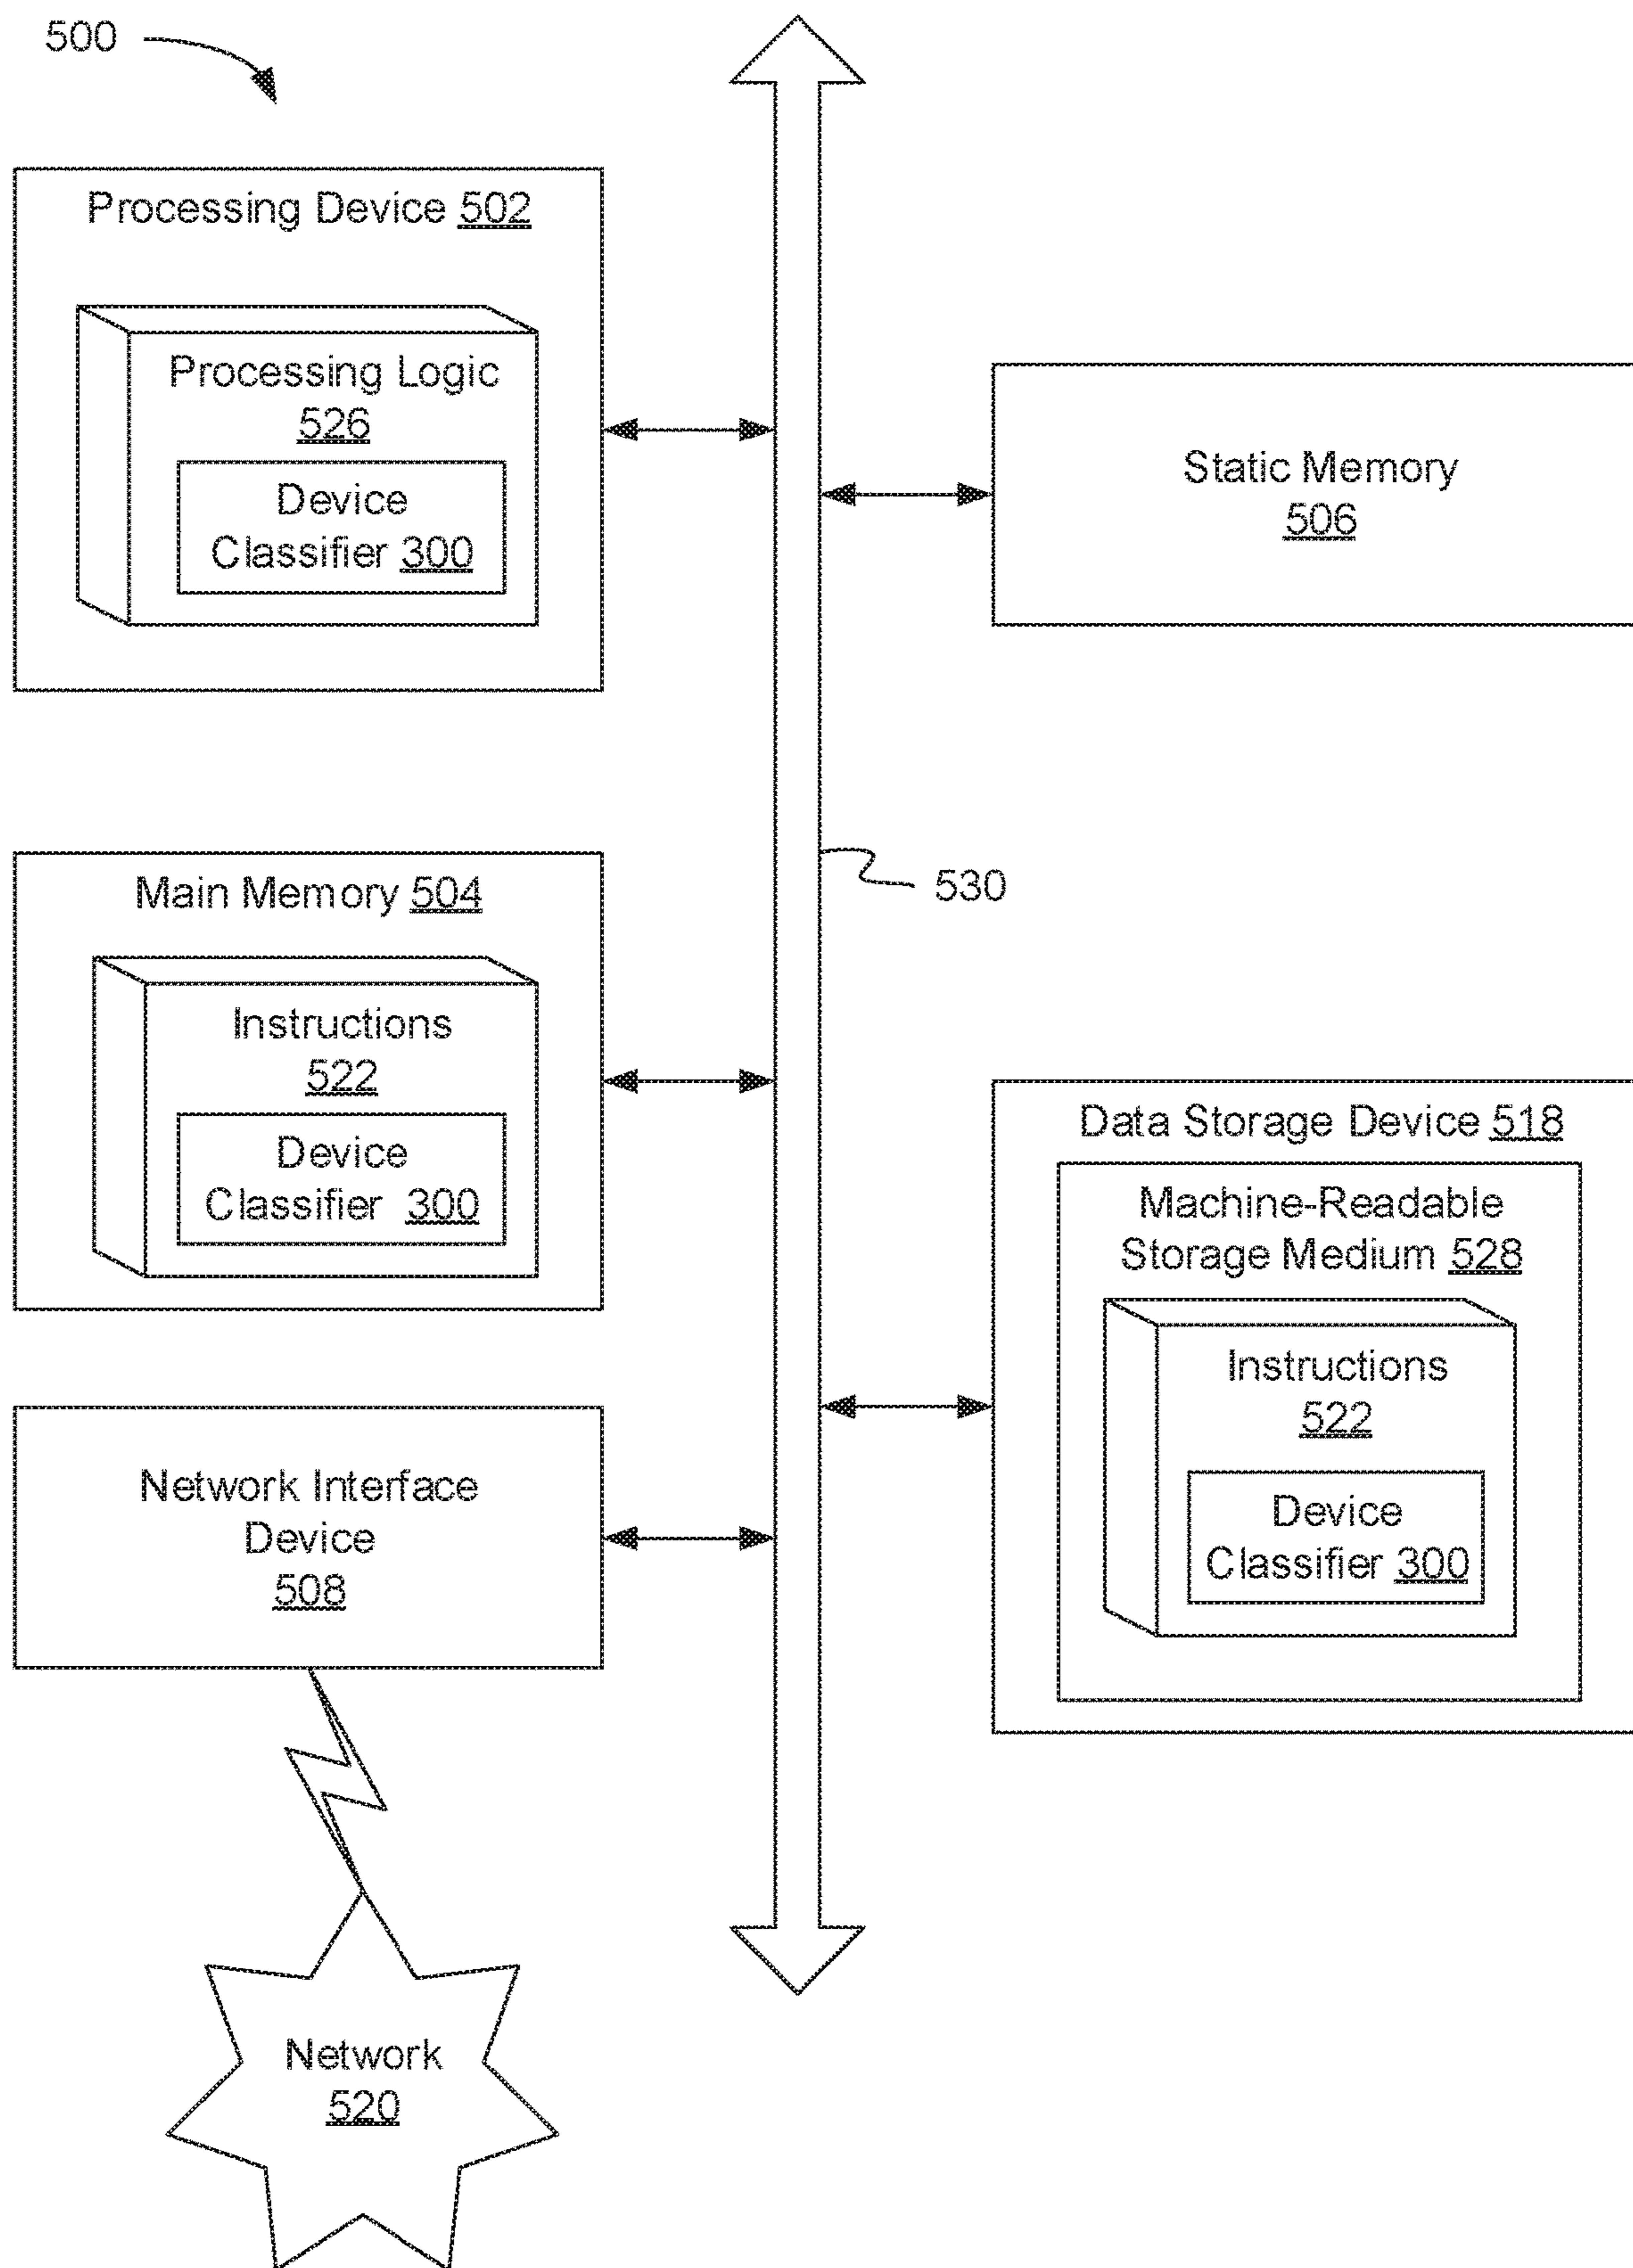 500
Processing Device 502
Processing Logic
526
Device
Classifier 300
Static Memory
506
Main Memory 504
Instructions
522
Device
Classifier 300
530
Data Storage Device 518
Machine-Readable
Storage Medium 528
Instructions
522
Device
Classifier 300
Network Interface
Device
508
Network
520